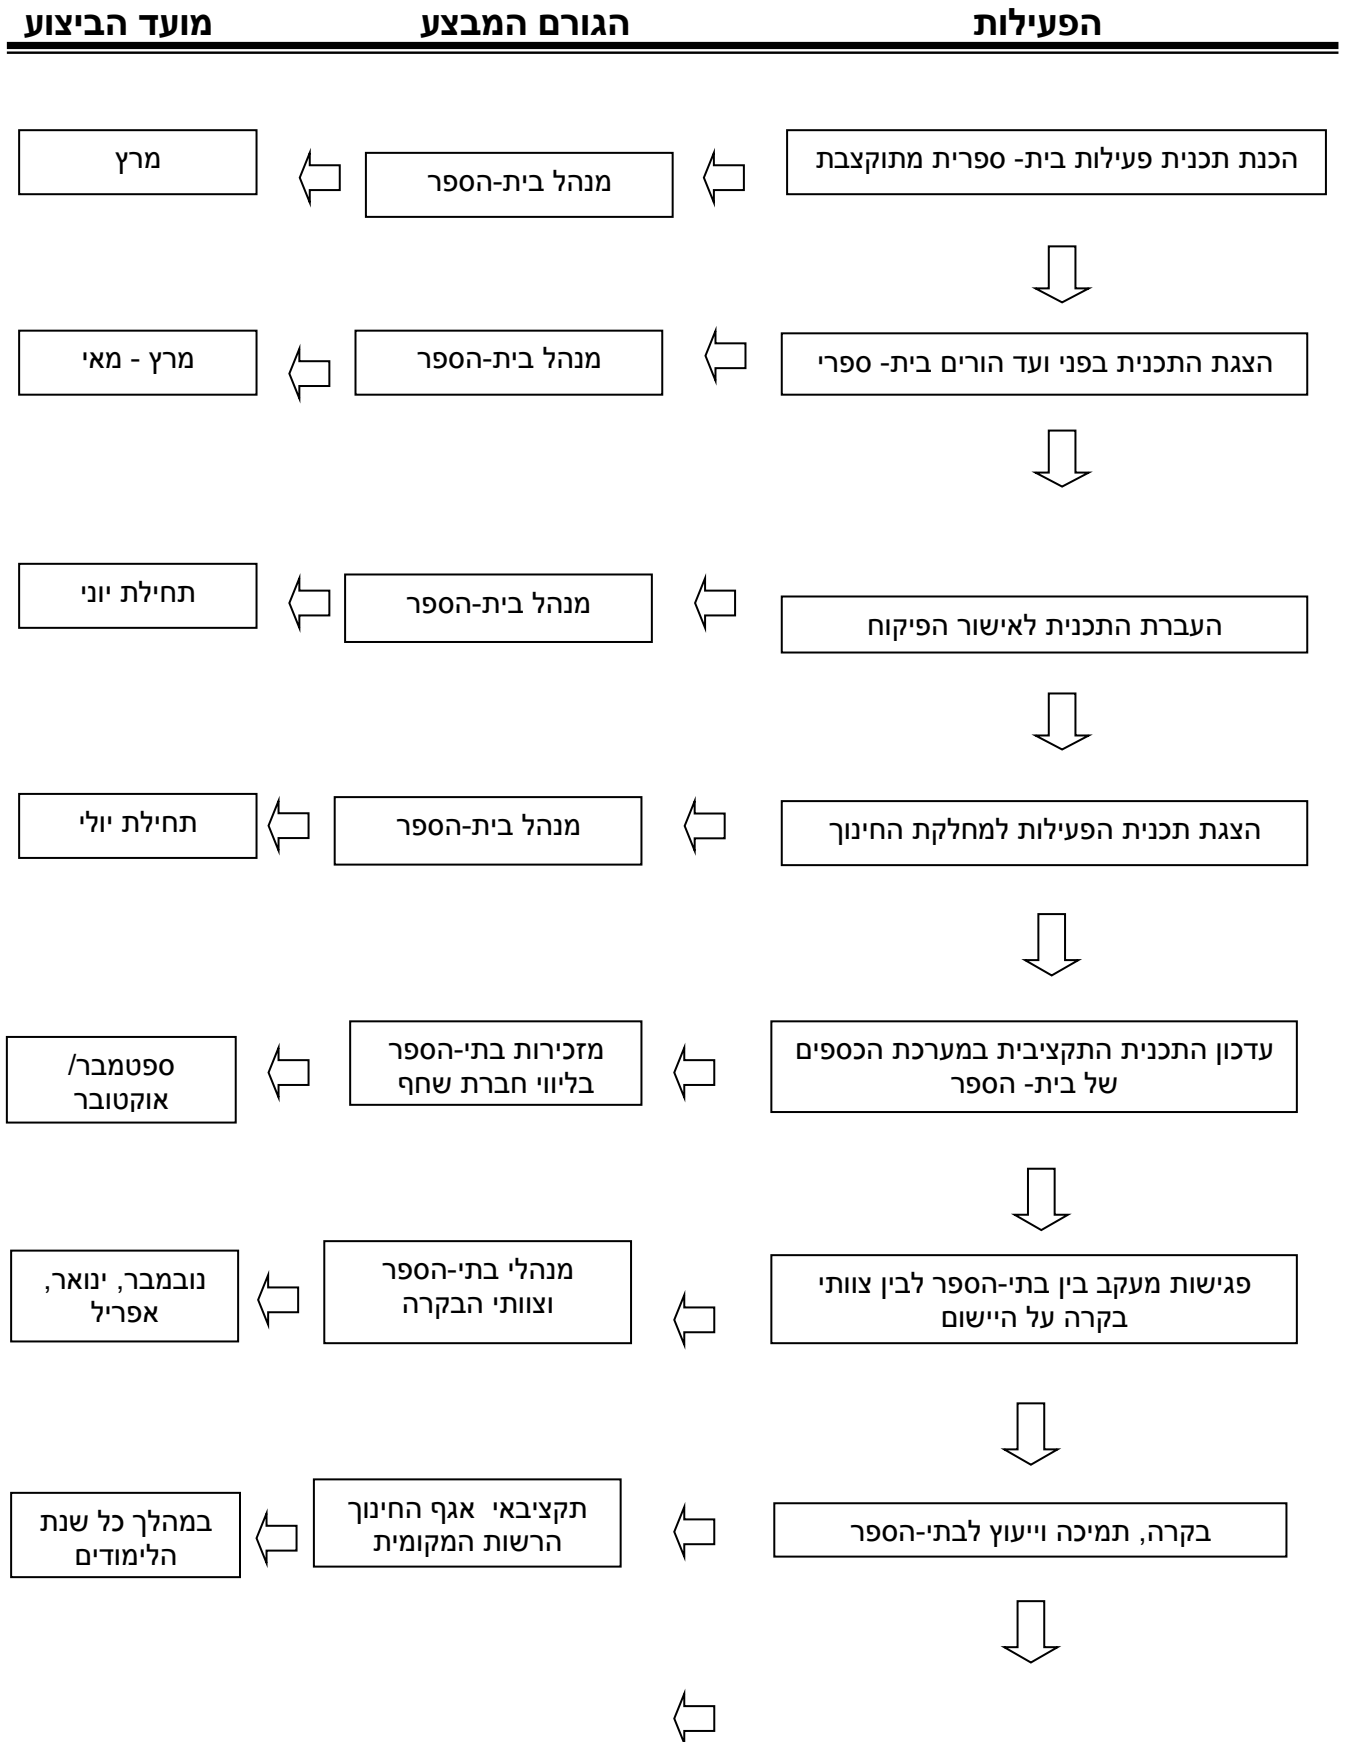 הפעילות הגורם המבצע מועד הביצוע
הכנת תכנית פעילות בית- ספרית מתוקצבת
מנהל בית-הספר
מרץ
הצגת התכנית בפני ועד הורים בית- ספרי
מנהל בית-הספר
מרץ - מאי
העברת התכנית לאישור הפיקוח
מנהל בית-הספר
תחילת יוני
הצגת תכנית הפעילות למחלקת החינוך
מנהל בית-הספר
תחילת יולי
עדכון התכנית התקציבית במערכת הכספים
של בית- הספר
מזכירות בתי-הספר
בליווי חברת שחף
ספטמבר/
אוקטובר
פגישות מעקב בין בתי-הספר לבין צוותי
בקרה על היישום
מנהלי בתי-הספר
וצוותי הבקרה
נובמבר, ינואר,
אפריל
בקרה, תמיכה וייעוץ לבתי-הספר
תקציבאי אגף החינוך
הרשות המקומית
במהלך כל שנת
הלימודים